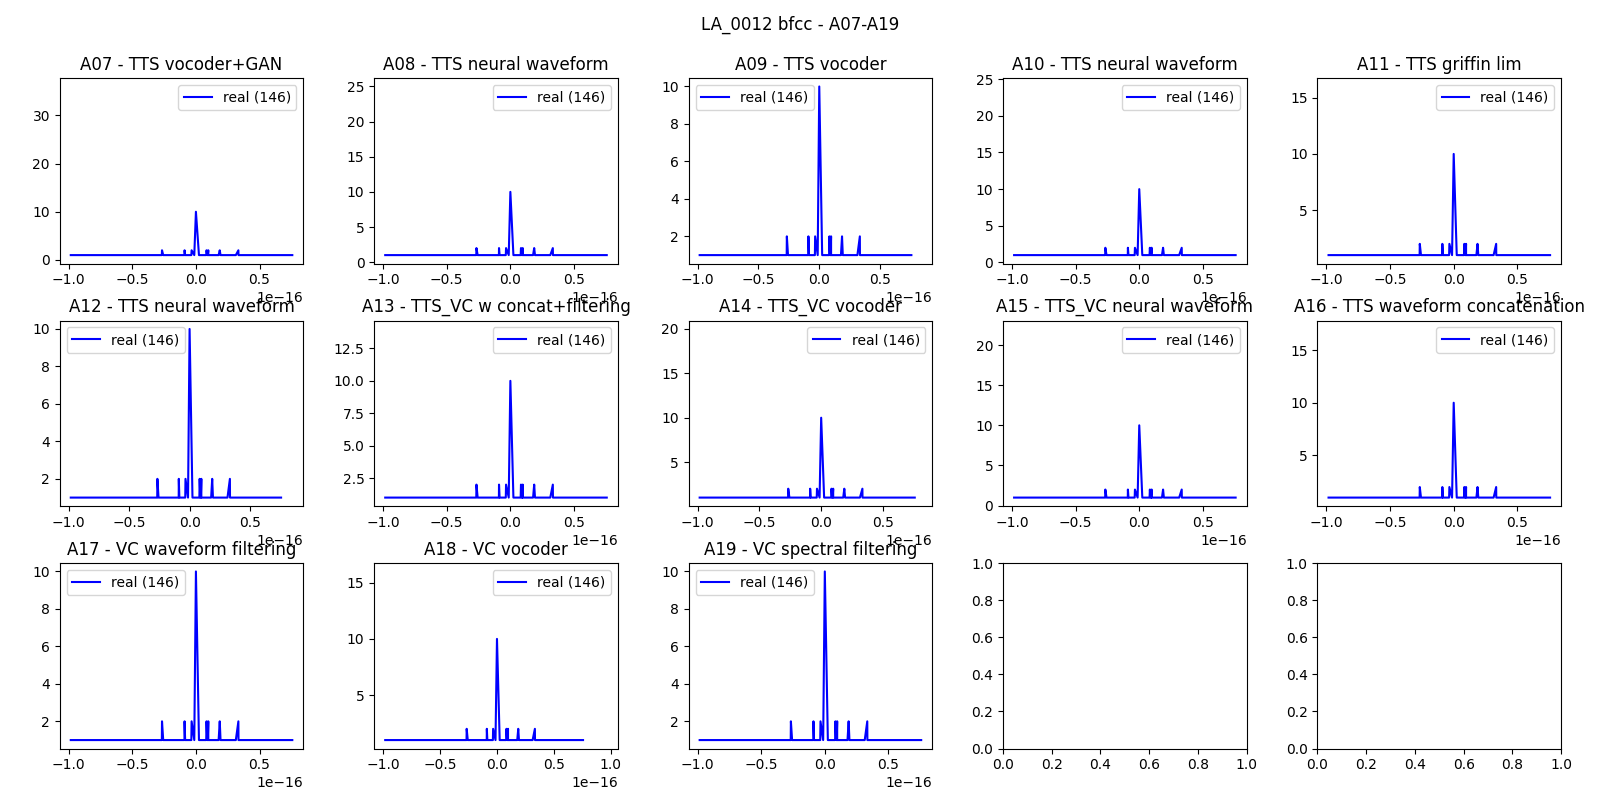 LA_0012 bfcc - A07-A19
A07 - TTS vocoder+GAN
A08 - TTS neural waveform
A09 - TTS vocoder
A10 - TTS neural waveform
A11 - TTS griffin lim
real (146)
real (146)
real (146)
real (146)
real (146)
30
20
10
0
25
20
15
10
5
0
10
8
6
4
2
25
20
15
10
5
0
15
10
5
−1.0 −0.5 0.0 0.5
1e−16
−1.0 −0.5 0.0 0.5
1e−16
−1.0 −0.5 0.0 0.5
1e−16
−1.0 −0.5 0.0 0.5
1e−16
−1.0 −0.5 0.0 0.5
1e−16
A12 - TTS neural waveform
A13 - TTS_VC w concat+filtering
A14 - TTS_VC vocoder
A15 - TTS_VC neural waveform
A16 - TTS waveform concatenation
real (146)
real (146)
real (146)
real (146)
real (146)
10
8
6
4
2
12.5
10.0
7.5
5.0
2.5
20
15
10
5
20
15
10
5
0
15
10
5
−1.0 −0.5 0.0 0.5
1e−16
−1.0 −0.5 0.0 0.5
1e−16
−1.0 −0.5 0.0 0.5
1e−16
−1.0 −0.5 0.0 0.5
1e−16
−1.0 −0.5 0.0 0.5
1e−16
A17 - VC waveform filtering
A18 - VC vocoder
A19 - VC spectral filtering
real (146)
real (146)
real (146)
10
8
6
4
2
15
10
5
10
8
6
4
2
1.0
0.8
0.6
0.4
0.2
0.0
1.0
0.8
0.6
0.4
0.2
0.0
−1.0 −0.5 0.0 0.5
1e−16
−1.0 −0.5 0.0 0.5 1.0
1e−16
−1.0 −0.5 0.0 0.5
1e−16
0.0 0.2 0.4 0.6 0.8 1.0
0.0 0.2 0.4 0.6 0.8 1.0